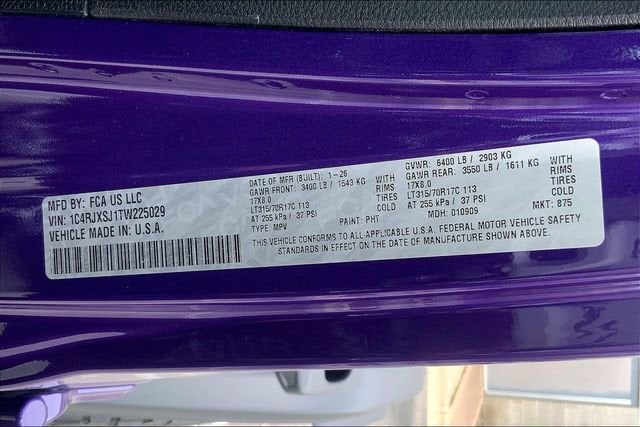 MFD BY: FCA US LLC
VIN: 1C4RJXSJ1TW225029
VEHICLE MADE IN: U.S.A.
DATE OF MFR (BUILT): 1-26
GAWR FRONT: 3400 LB / 1543 KG WITH
17X8.0 RIMS
LT315/70R17C 113 TIRES
AT 255 kPa / 37 PSI COLD
TYPE: MPV PAINT: PHT
GVWR: 6400 LB / 2903 KG
GAWR REAR: 3550 LB / 1611 KG WITH
17X8.0 RIMS
LT315/70R17C 113 TIRES
AT 255 kPa / 37 PSI COLD
MDH: 010909 MKT: 875
THIS VEHICLE CONFORMS TO ALL APPLICABLE U.S.A. FEDERAL MOTOR VEHICLE SAFETY
STANDARDS IN EFFECT ON THE DATE OF MANUFACTURE SHOWN ABOVE.